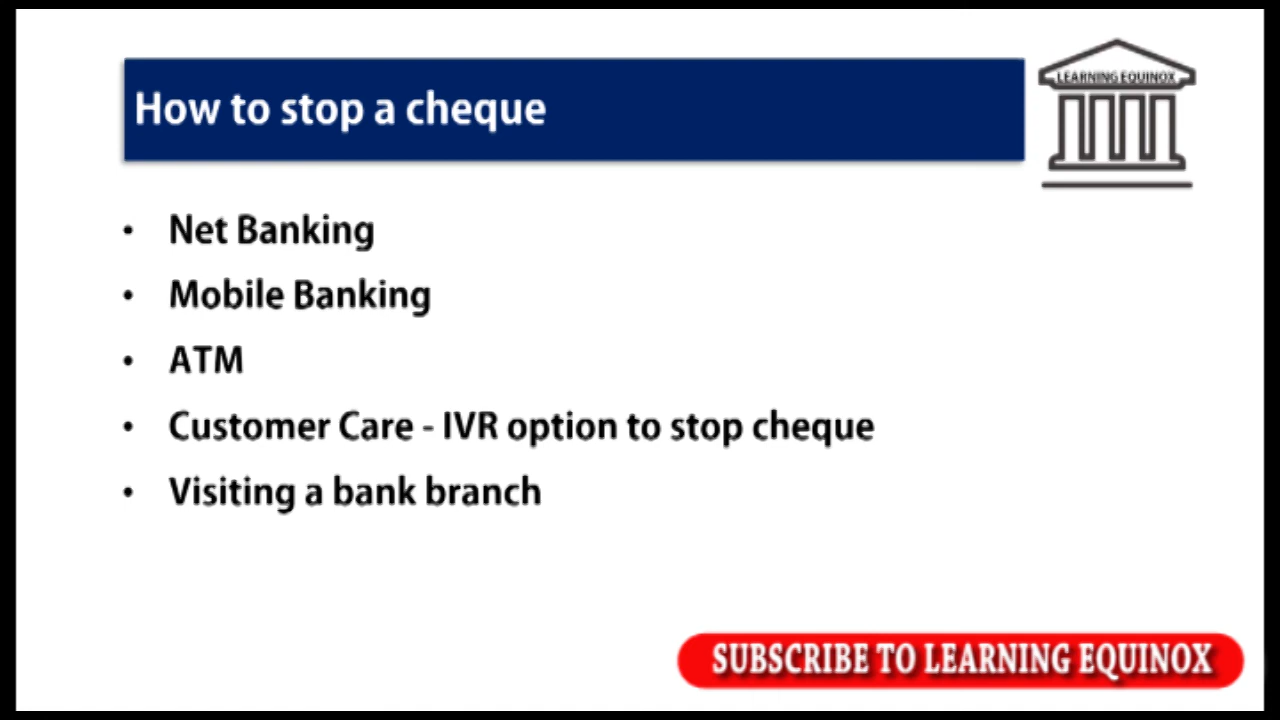 How to stop a cheque
LEARNING EQUINOX
• Net Banking
• Mobile Banking
• ATM
• Customer Care - IVR option to stop cheque
• Visiting a bank branch
SUBSCRIBE TO LEARNING EQUINOX